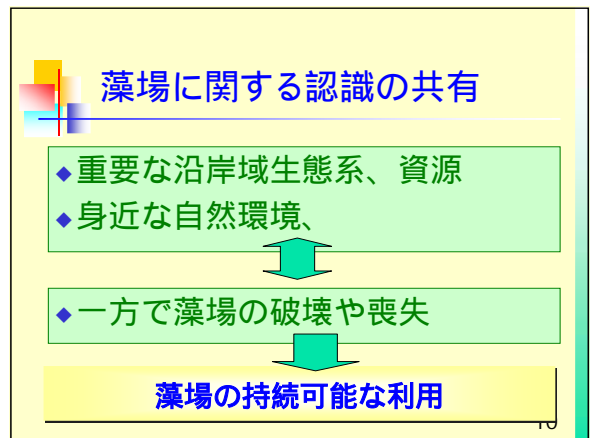 藻場に関する認識の共有
◆重要な沿岸域生態系、資源
◆身近な自然環境、
◆一方で藻場の破壊や喪失
藻場の持続可能な利用